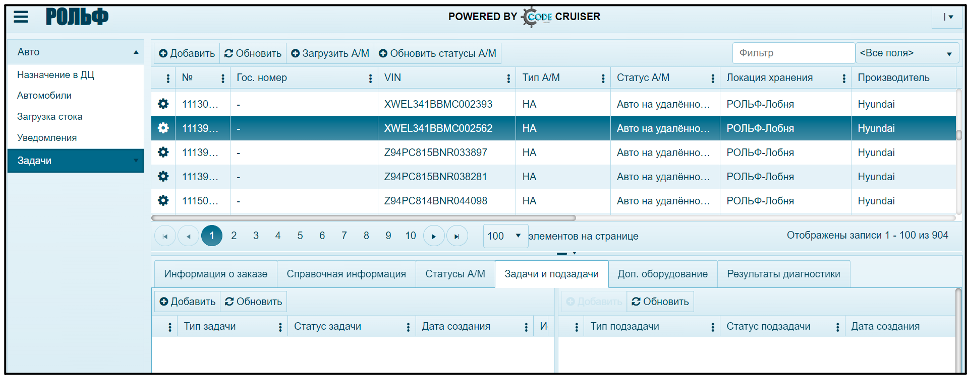 РОЛЬФ
POWERED BY CODE CRUISER
Авто
Назначение в ДЦ
Автомобили
Загрузка стока
Уведомления
Задачи
Добавить Обновить Загрузить А/М Обновить статусы А/М Фильтр <Все поля>
№ Гос. номер VIN Тип А/М Статус А/М Локация хранения Производитель
11130... - XWEL341BBMC002393 НА Авто на удалённо... РОЛЬФ-Лобня Hyundai
11139... - XWEL341BBMC002562 НА Авто на удалённо... РОЛЬФ-Лобня Hyundai
11139... - Z94PC815BNR033897 НА Авто на удалённо... РОЛЬФ-Лобня Hyundai
11139... - Z94PC815BNR038281 НА Авто на удалённо... РОЛЬФ-Лобня Hyundai
11150... - Z94PC814BNR044098 НА Авто на удалённо... РОЛЬФ-Лобня Hyundai
1 2 3 4 5 6 7 8 9 10 100 элементов на странице Отображены записи 1 - 100 из 904
Информация о заказе Справочная информация Статусы А/М Задачи и подзадачи Доп. оборудование Результаты диагностики
Добавить Обновить Добавить Обновить
Тип задачи Статус задачи Дата создания И Тип подзадачи Статус подзадачи Дата создания